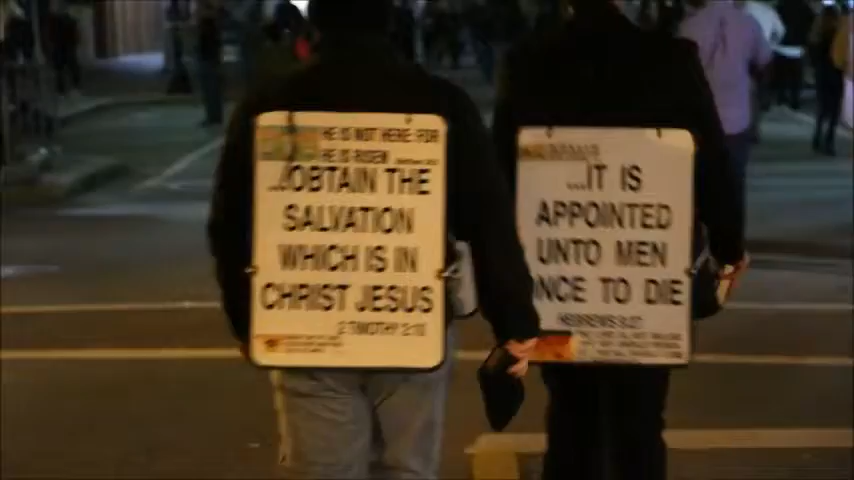 HE IS NOT HERE FOR
HE IS RISEN
...OBTAIN THE
SALVATION
WHICH IS IN
CHRIST JESUS
2 TIMOTHY 2:10
...IT IS
APPOINTED
UNTO MEN
ONCE TO DIE
HEBREWS 9:27